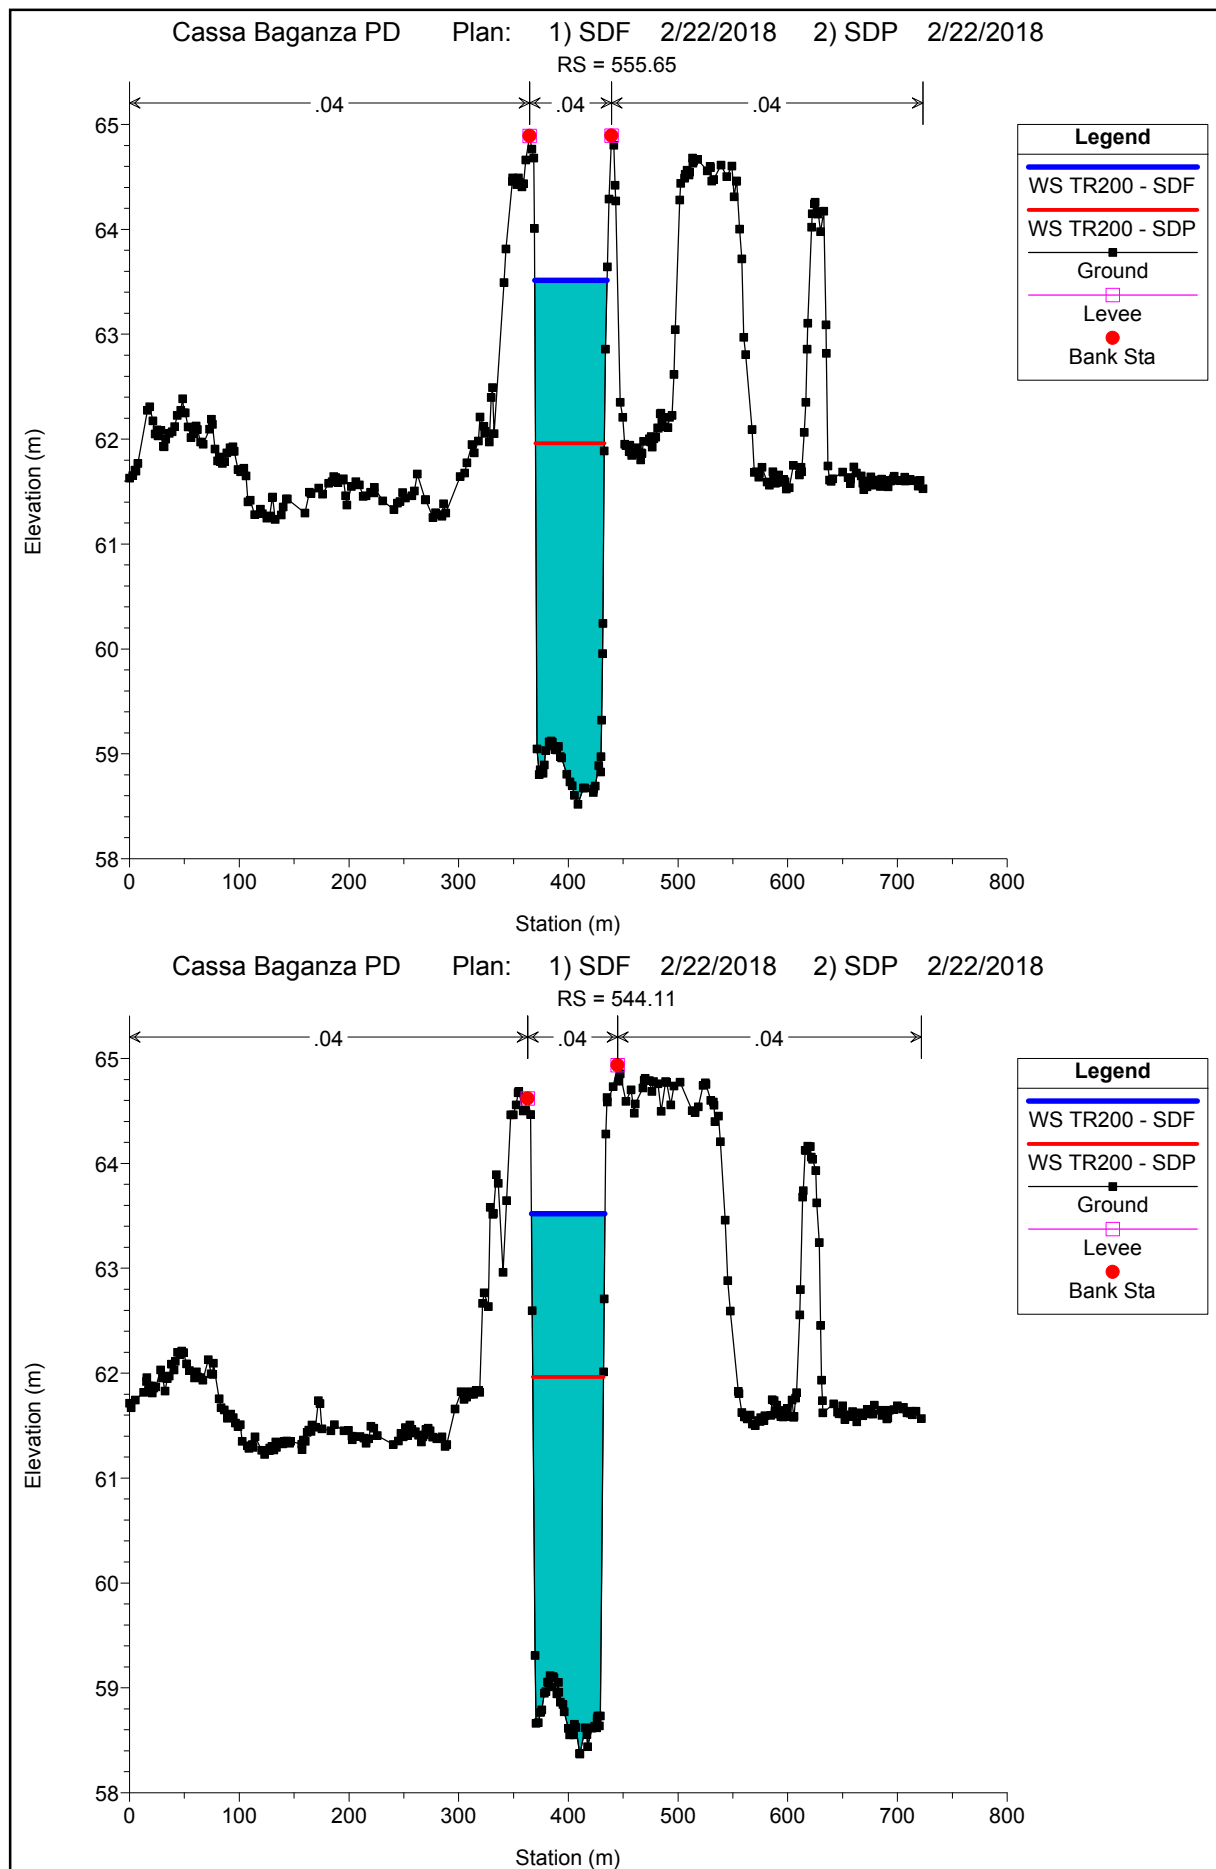 Cassa Baganza PD Plan: 1) SDF 2/22/2018 2) SDP 2/22/2018
RS = 555.65
.04 .04 .04
65
64
63
62
61
60
59
58
Elevation (m)
0 100 200 300 400 500 600 700 800
Station (m)
Legend
WS TR200 - SDF
WS TR200 - SDP
Ground
Levee
Bank Sta
Cassa Baganza PD Plan: 1) SDF 2/22/2018 2) SDP 2/22/2018
RS = 544.11
.04 .04 .04
65
64
63
62
61
60
59
58
Elevation (m)
0 100 200 300 400 500 600 700 800
Station (m)
Legend
WS TR200 - SDF
WS TR200 - SDP
Ground
Levee
Bank Sta